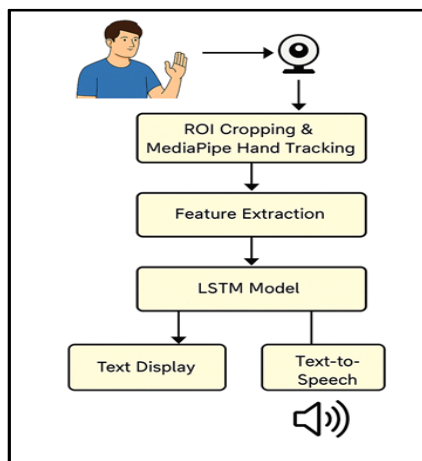 ROI Cropping &
MediaPipe Hand Tracking
Feature Extraction
LSTM Model
Text Display
Text-to-
Speech